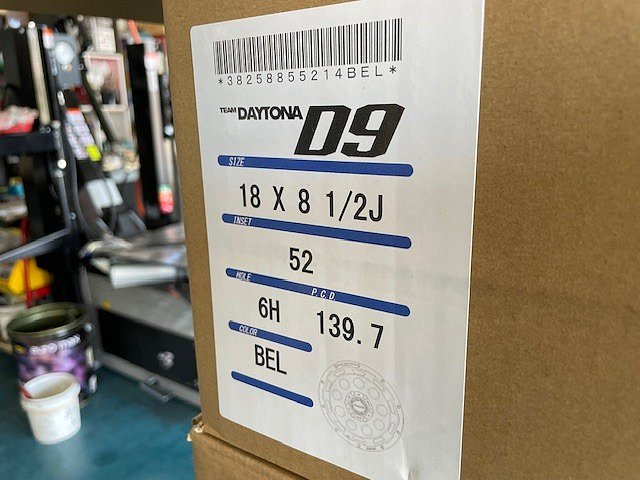 *38258855214BEL*
TEAM DAYTONA D9
SIZE
18 X 8 1/2J
INSET
52
HOLE P.C.D
6H 139.7
COLOR
BEL